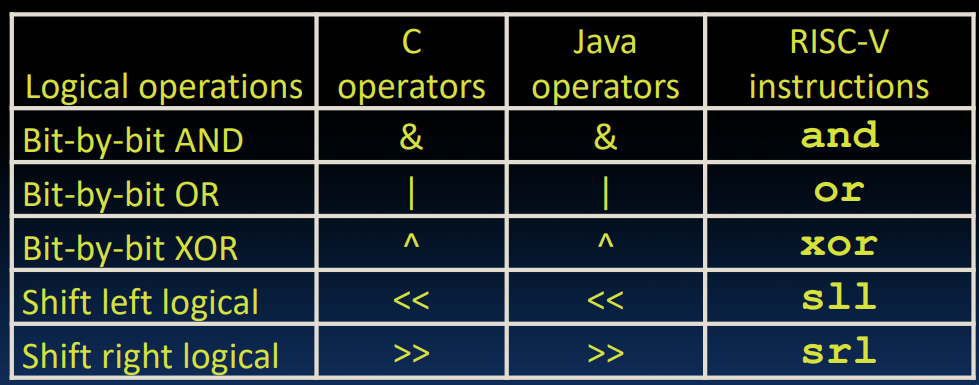 Logical operations C operators Java operators RISC-V instructions
Bit-by-bit AND & & and
Bit-by-bit OR | | or
Bit-by-bit XOR ^ ^ xor
Shift left logical << << sll
Shift right logical >> >> srl